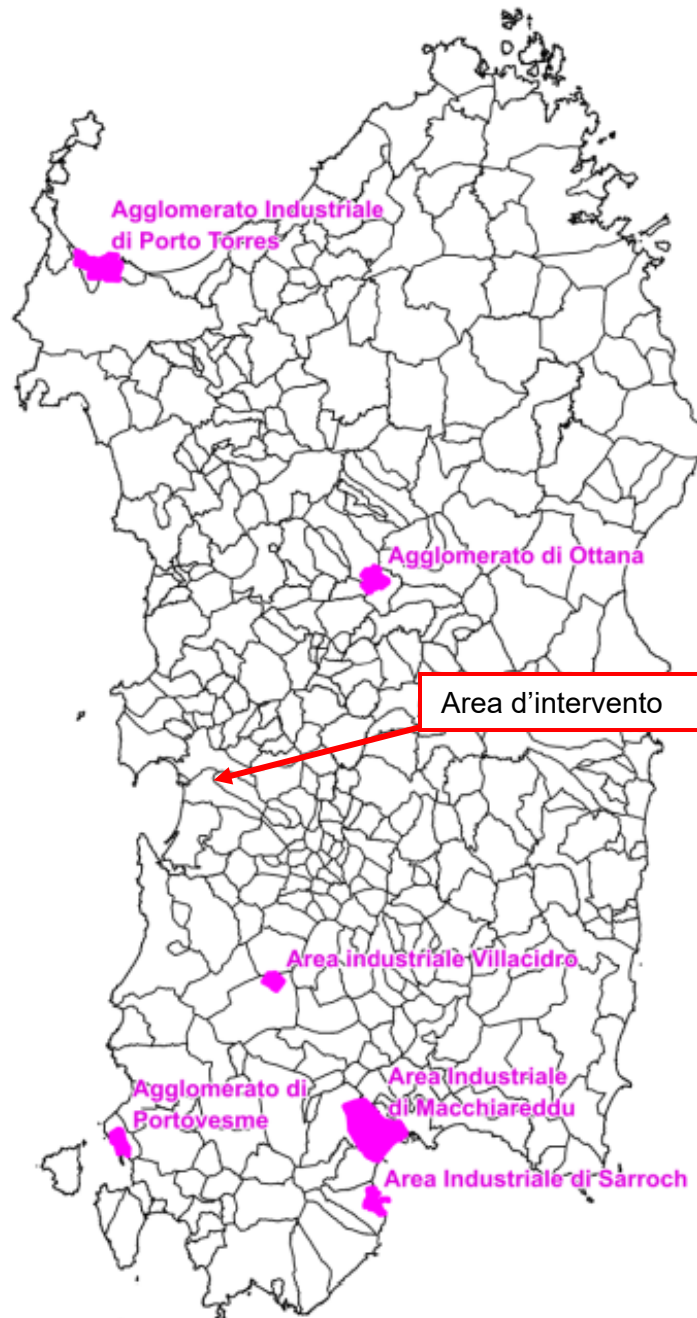 Agglomerato Industriale
di Porto Torres
Agglomerato di Ottana
Area d’intervento
Area industriale Villacidro
Agglomerato di
Portovesme
Area Industriale
di Macchiareddu
Area Industriale di Sarroch